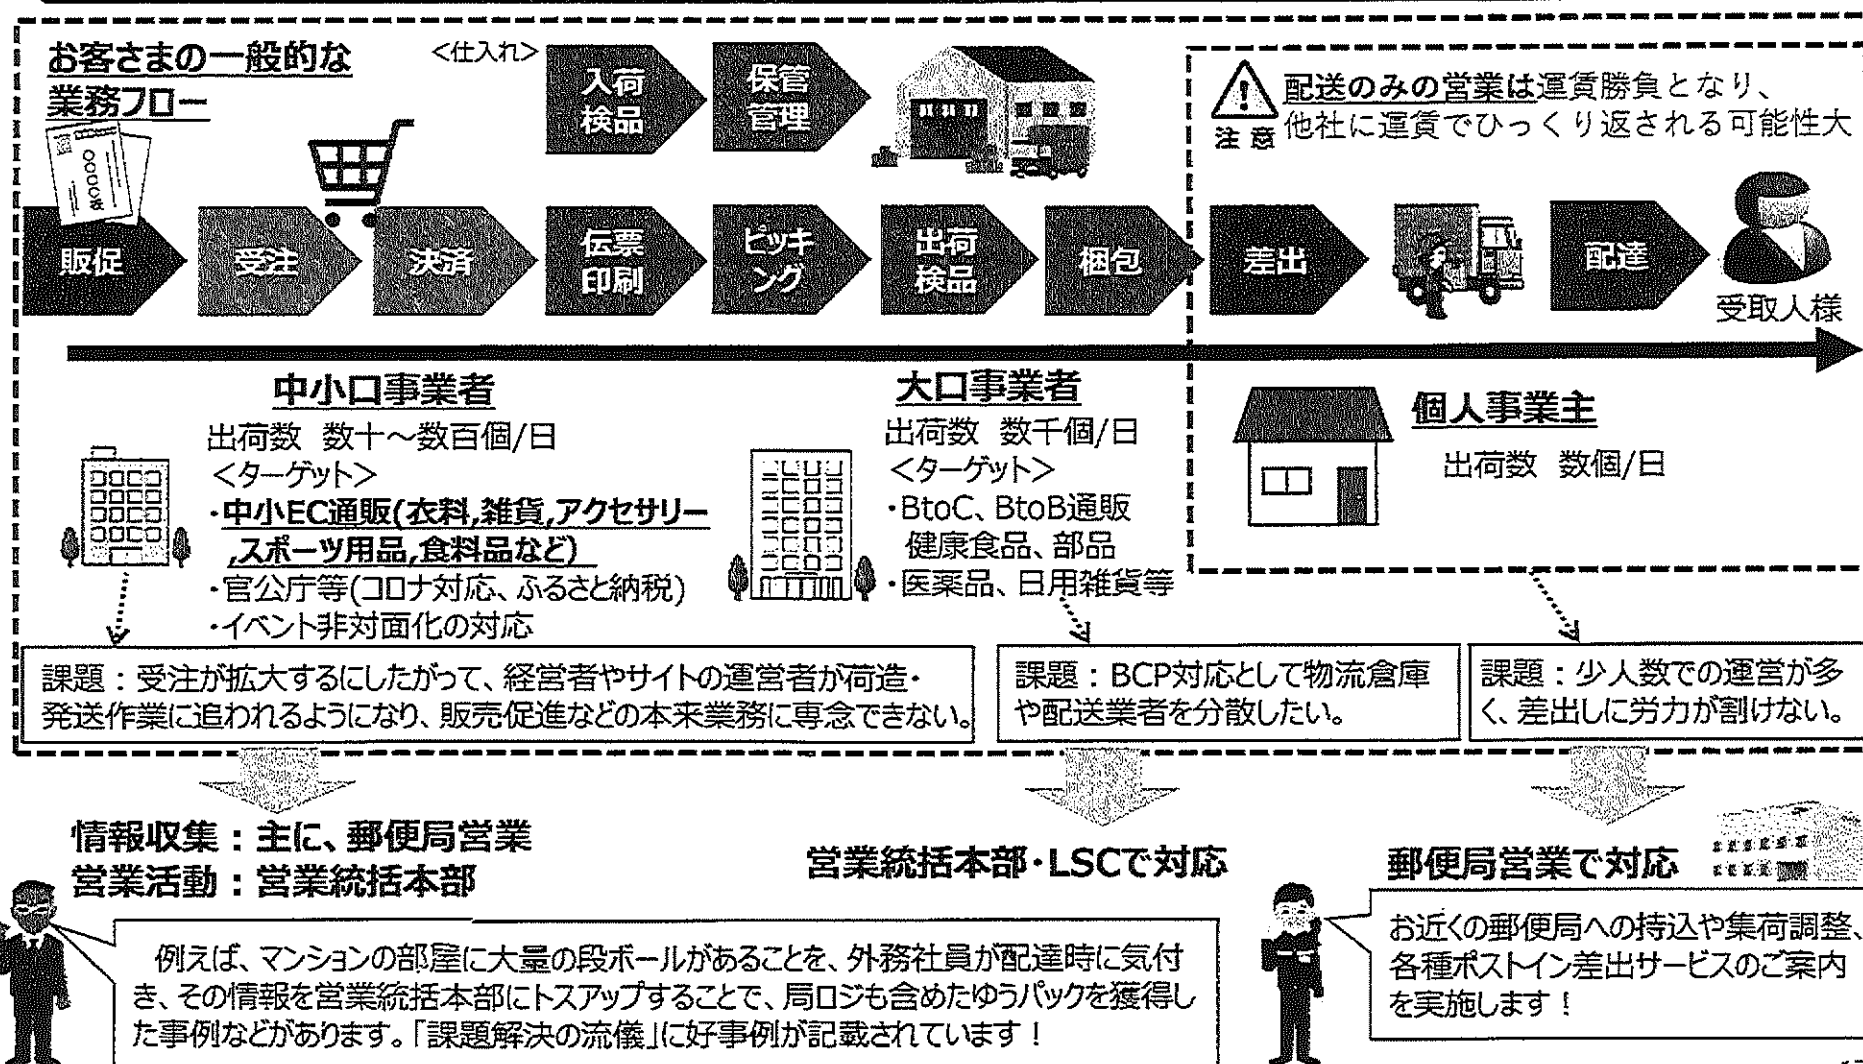 お客さまの一般的な
業務フロー
<仕入れ>
入荷
検品
保管
管理
注意
配送のみの営業は運賃勝負となり、
他社に運賃でひっくり返される可能性大
販促
受注
決済
伝票
印刷
ピッキ
ング
出荷
検品
梱包
差出
配達
受取人様
中小口事業者
出荷数 数十～数百個/日
<ターゲット>
・中小EC通販(衣料,雑貨,アクセサリー
,スポーツ用品,食料品など)
・官公庁等(コロナ対応、ふるさと納税)
・イベント非対面化の対応
大口事業者
出荷数 数千個/日
<ターゲット>
・BtoC、BtoB通販
健康食品、部品
・医薬品、日用雑貨等
個人事業主
出荷数 数個/日
課題：受注が拡大するにしたがって、経営者やサイトの運営者が荷造・
発送作業に追われるようになり、販売促進などの本来業務に専念できない。
課題：BCP対応として物流倉庫
や配送業者を分散したい。
課題：少人数での運営が多
く、差出しに労力が割けない。
情報収集：主に、郵便局営業
営業活動：営業統括本部
営業統括本部・LSCで対応
郵便局営業で対応
例えば、マンションの部屋に大量の段ボールがあることを、外務社員が配達時に気付
き、その情報を営業統括本部にトスアップすることで、局ロジも含めたゆうパックを獲得し
た事例などがあります。「課題解決の流儀」に好事例が記載されています！
お近くの郵便局への持込や集荷調整、
各種ポストイン差出サービスのご案内
を実施します！